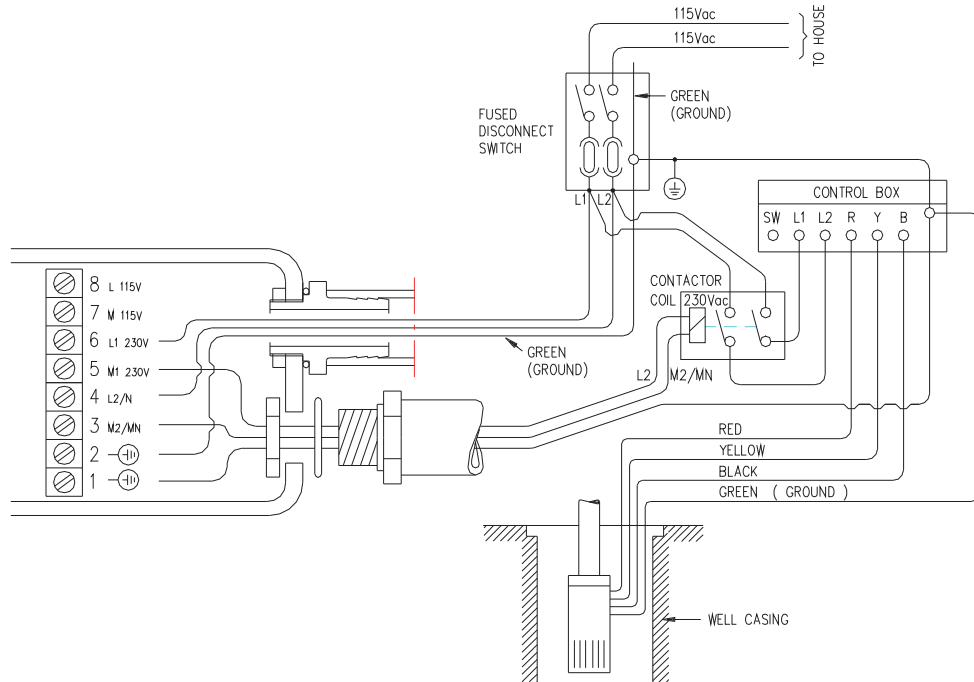 115Vac
115Vac
TO HOUSE
GREEN
(GROUND)
FUSED
DISCONNECT
SWITCH
L1 L2
CONTROL BOX
SW L1 L2 R Y B
CONTACTOR
COIL 230Vac
8 L 115V
7 M 115V
6 L1 230V
5 M1 230V
4 L2/N
3 M2/MN
2
1
GREEN
(GROUND)
L2 M2/MN
RED
YELLOW
BLACK
GREEN ( GROUND )
WELL CASING